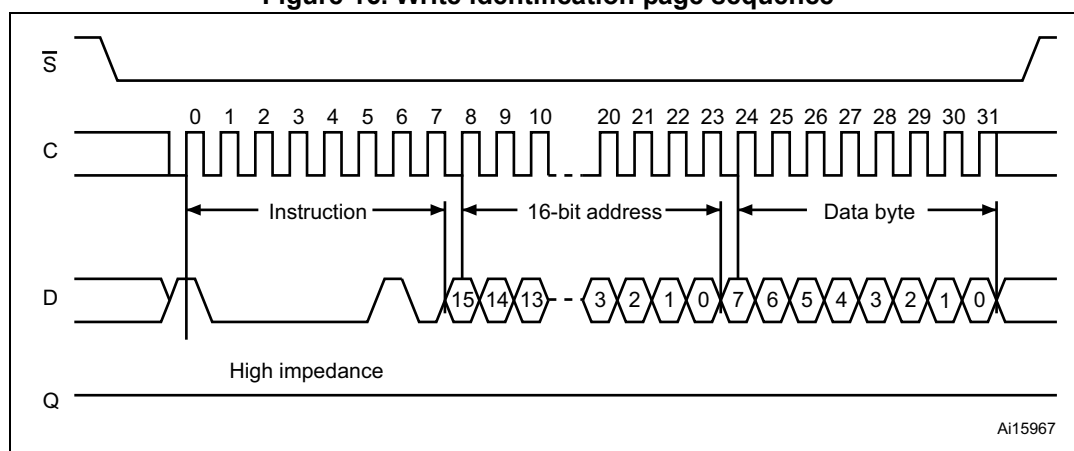 Figure 16. Write identification page sequence
S̅
0 1 2 3 4 5 6 7 8 9 10 20 21 22 23 24 25 26 27 28 29 30 31
C
Instruction 16-bit address Data byte
D 15 14 13 3 2 1 0 7 6 5 4 3 2 1 0
High impedance
Q
Ai15967